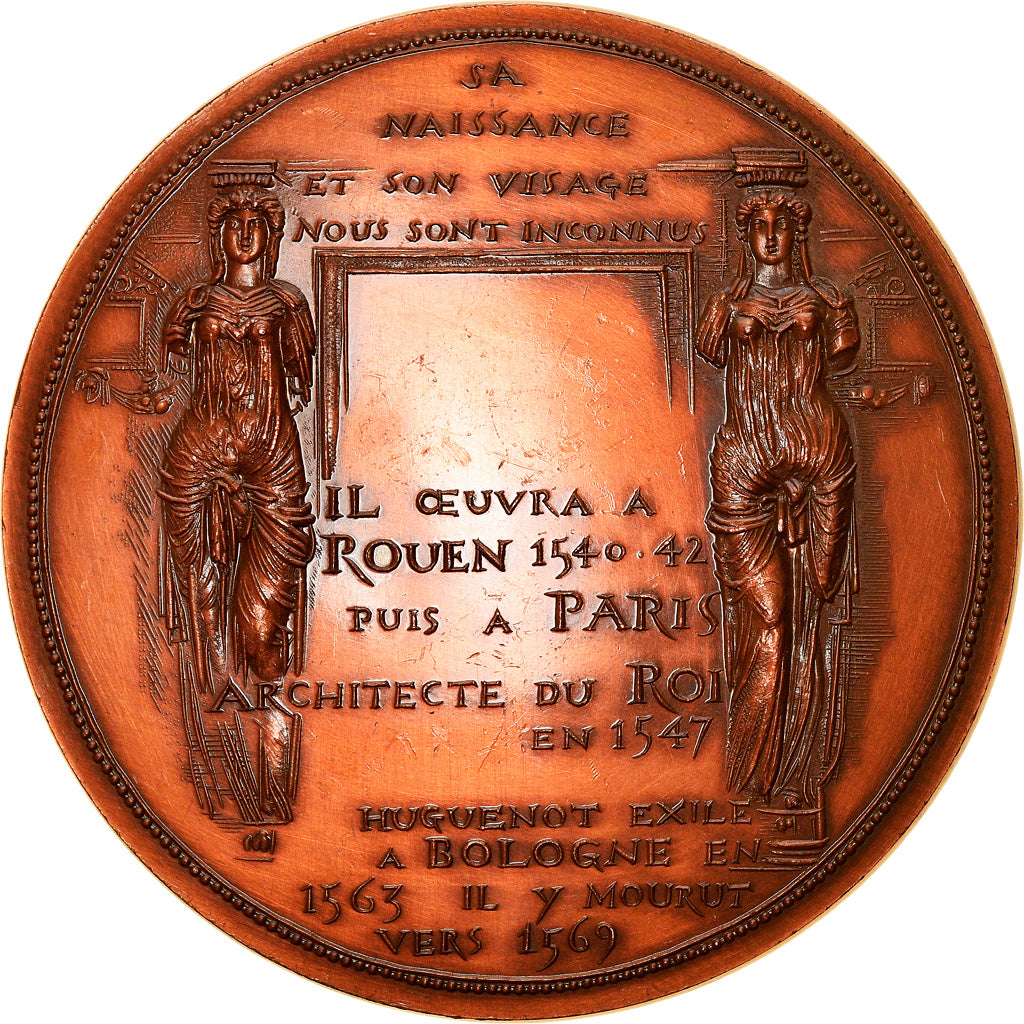 SA
NAISSANCE
ET SON VISAGE
NOUS SONT INCONNUS
IL ŒUVRA A
ROUEN 1540.42
PUIS A PARIS
ARCHITECTE DU ROI
EN 1547
HUGUENOT EXILE
A BOLOGNE EN
1563 IL Y MOURUT
VERS 1569